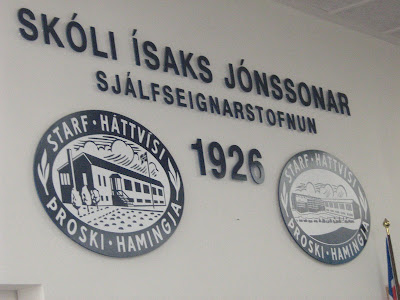 SKÓLI ÍSAKS JÓNSSONAR
SJÁLFSEIGNARSTOFNUN
1926
STARF · HÁTTVÍSI
ÞROSKI · HAMINGJA
STARF · HÁTTVÍSI
ÞROSKI · HAMINGJA